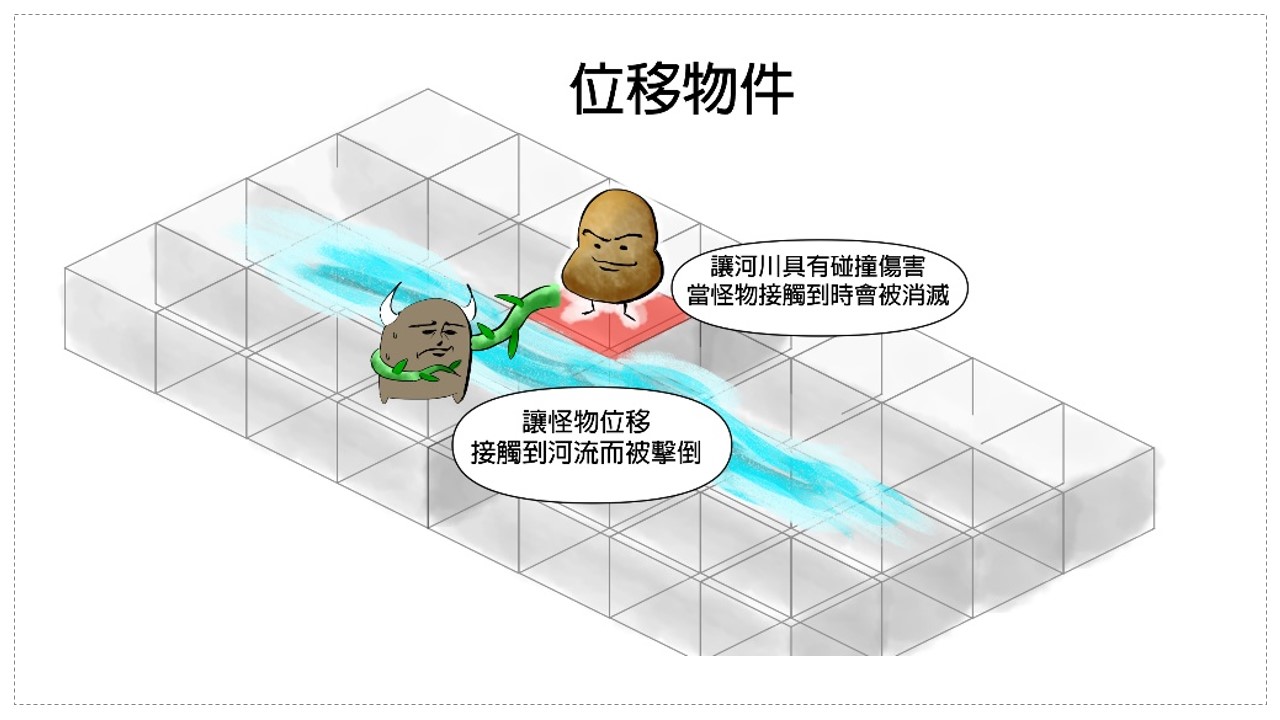 位移物件
讓河川具有碰撞傷害
當怪物接觸到時會被消滅
讓怪物位移
接觸到河流而被擊倒